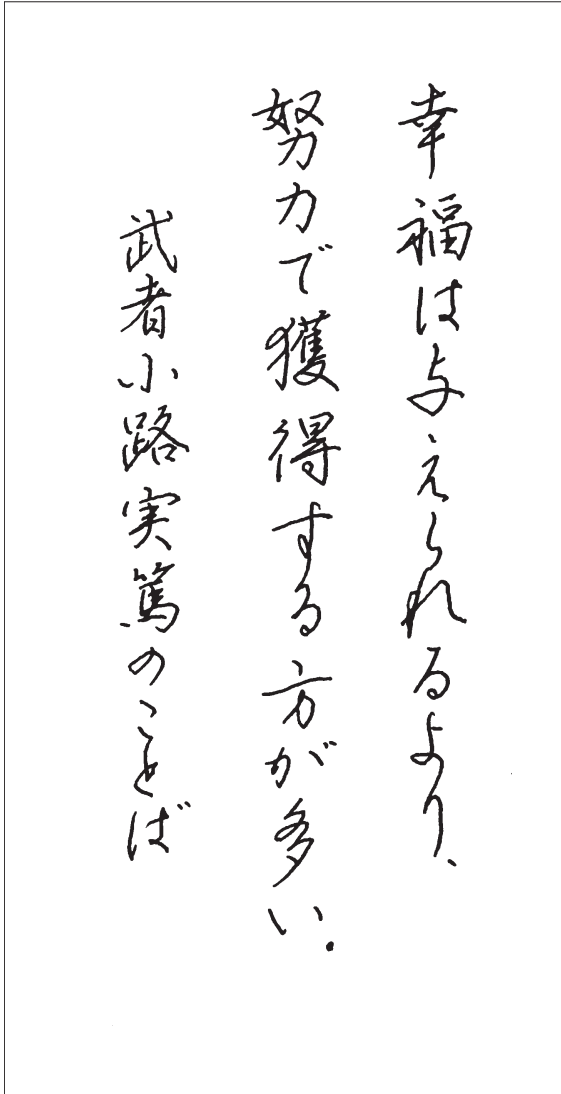 幸福は与えられるより、
努力で獲得する方が多い.
武者小路実篤のことば